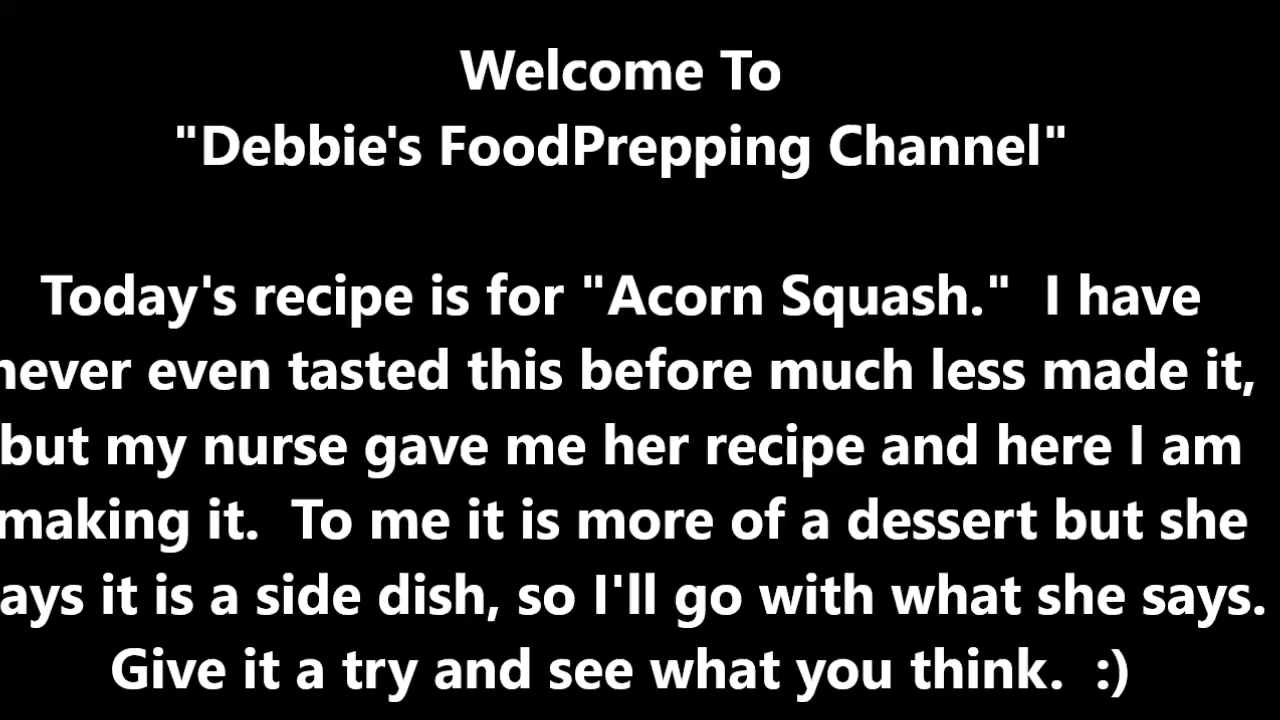 Welcome To
"Debbie's FoodPrepping Channel"
Today's recipe is for "Acorn Squash."  I have
never even tasted this before much less made it,
but my nurse gave me her recipe and here I am
making it.  To me it is more of a dessert but she
ays it is a side dish, so I'll go with what she says.
Give it a try and see what you think.  :)